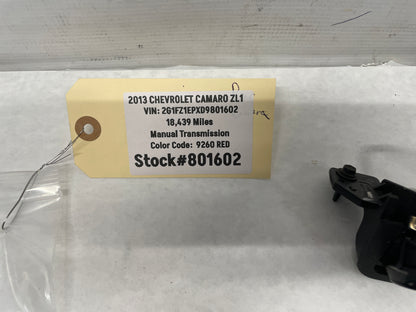 2013 CHEVROLET CAMARO ZL1
VIN: 2G1FZ1EPXD9801602
18,439 Miles
Manual Transmission
Color Code: 9260 RED
Stock#801602